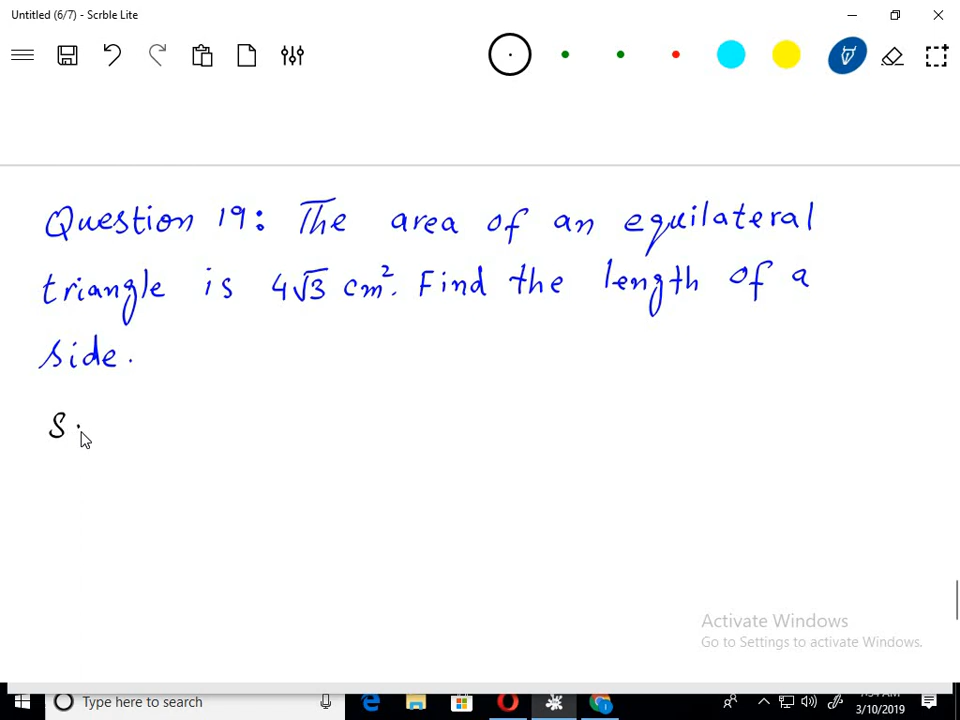 Untitled (6/7) - Scrble Lite
Question 19: The area of an equilateral
triangle is 4√3 cm². Find the length of a
side.
S
Activate Windows
Go to Settings to activate Windows.
Type here to search
3/10/2019